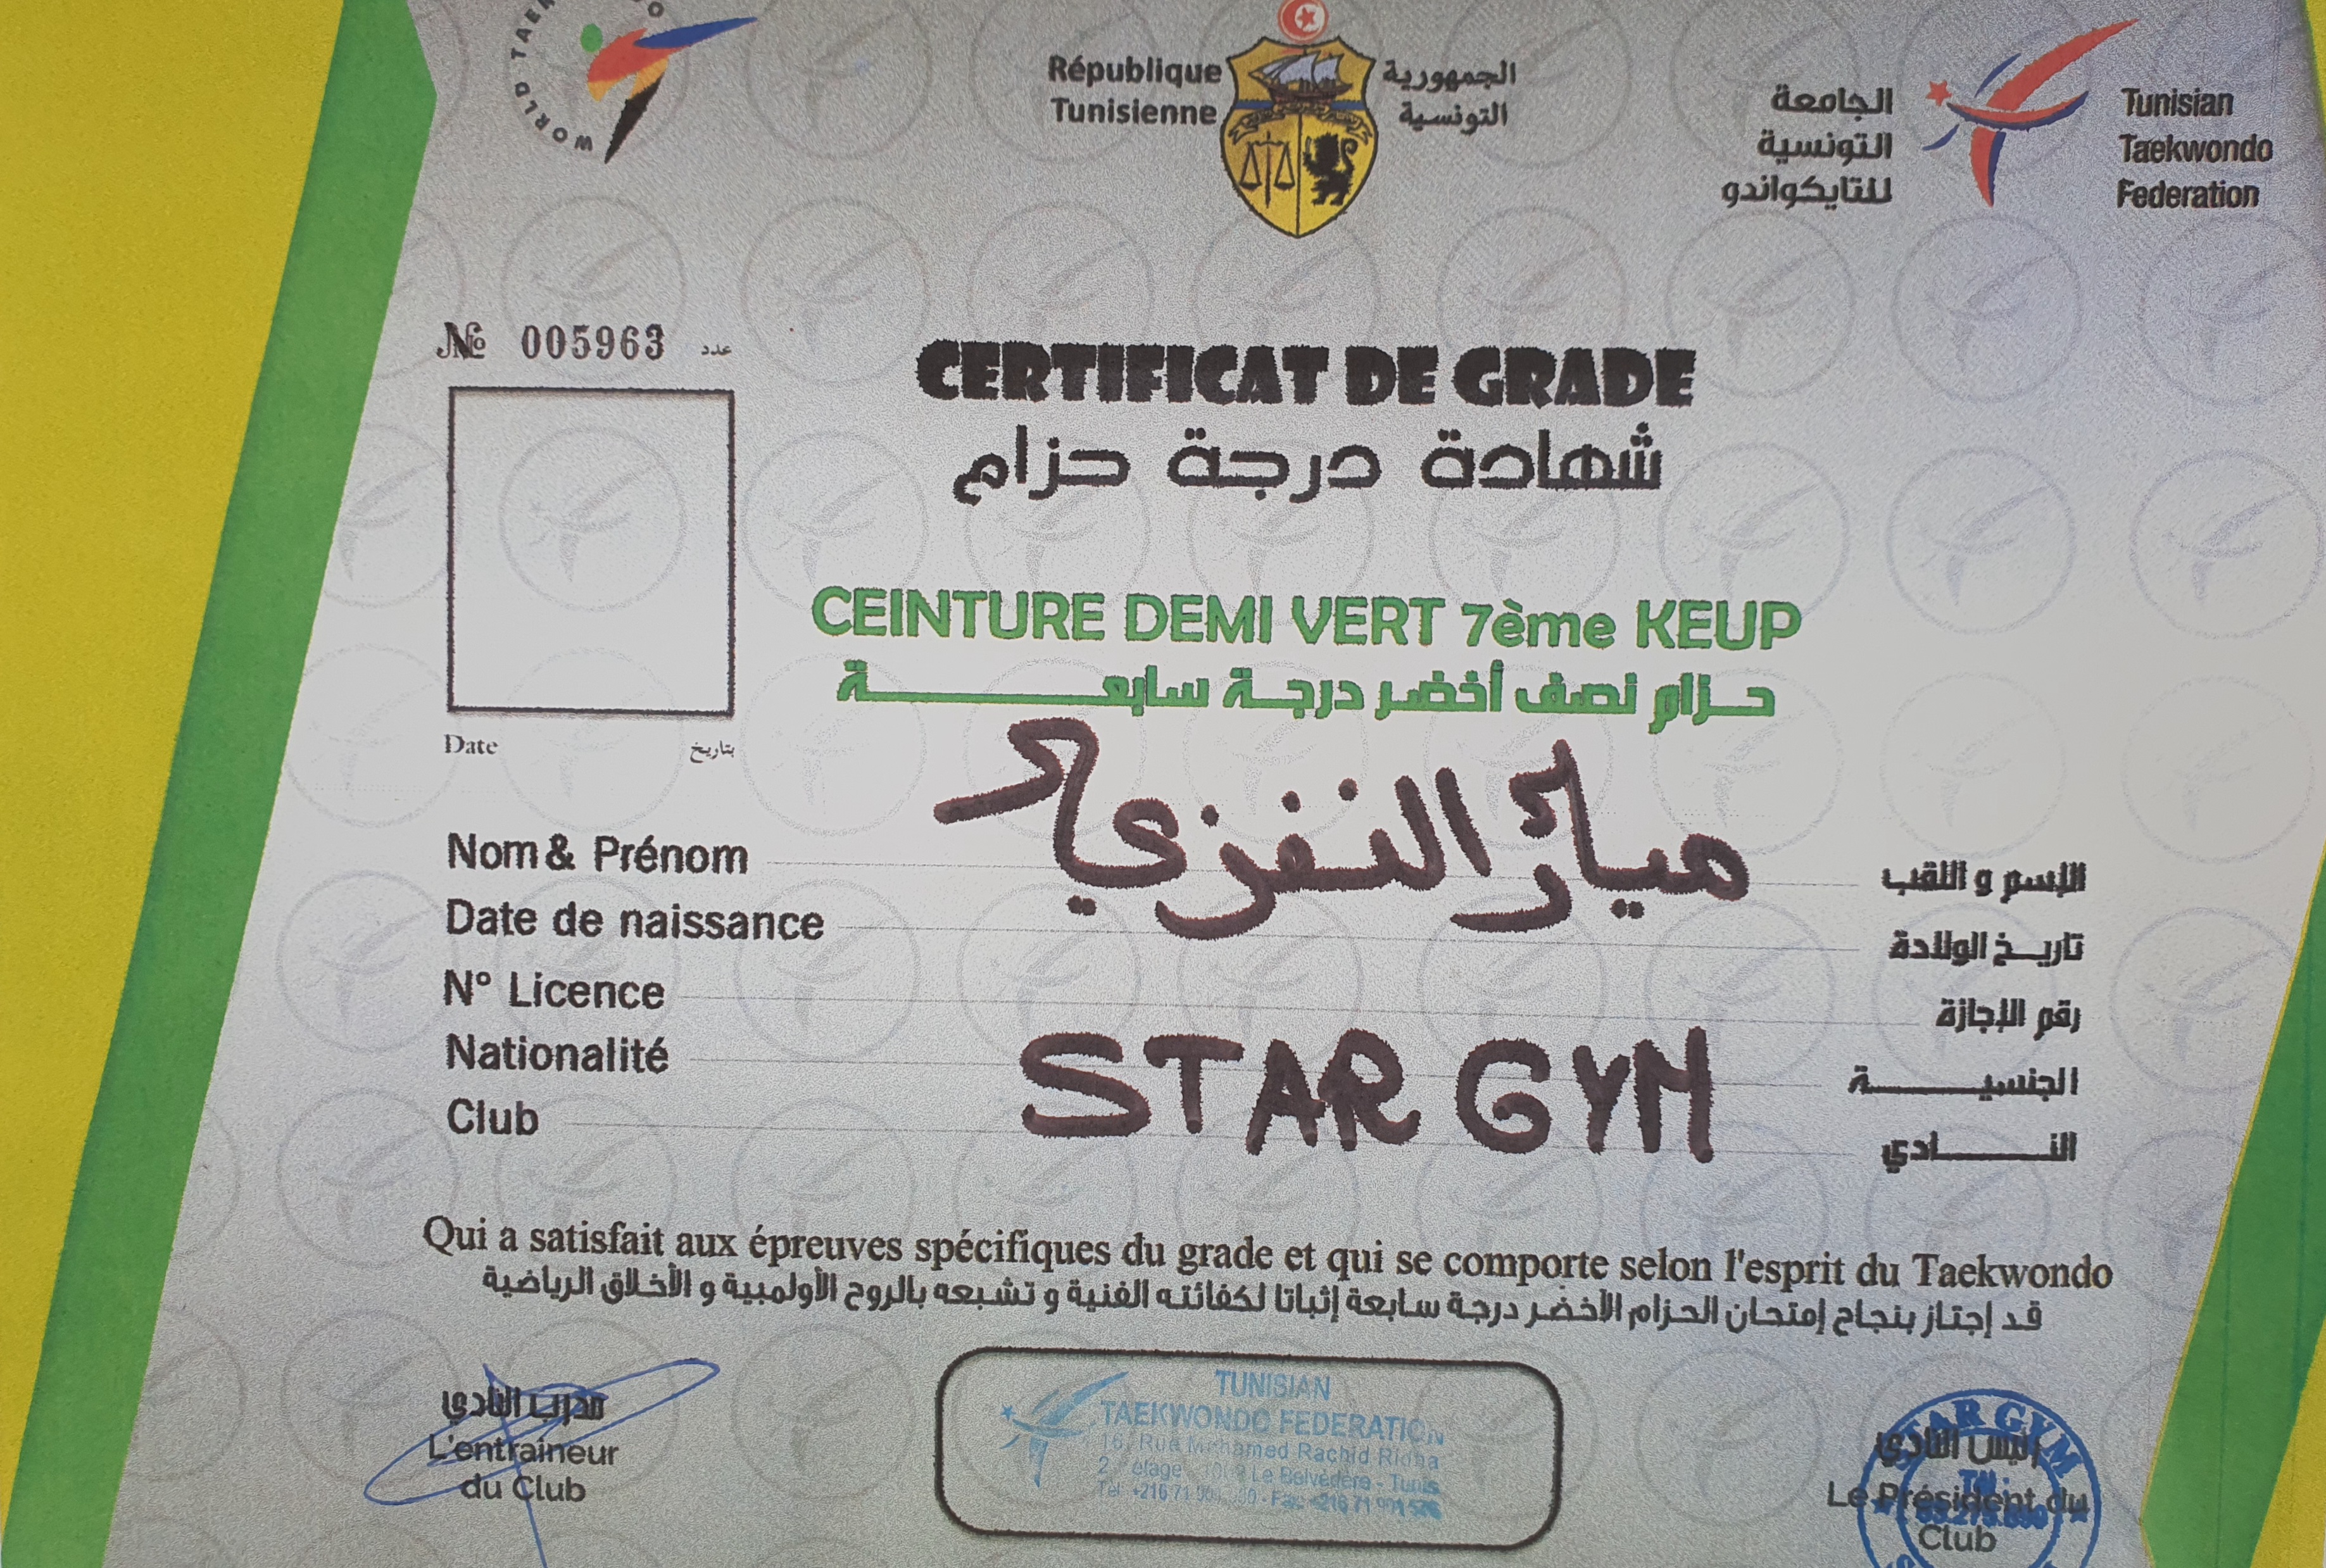 WORLD TAE
République
Tunisienne
الجمهورية
التونسية
الجامعة
التونسية
للتايكواندو
Tunisian
Taekwondo
Federation
№ 005963 عدد
CERTIFICAT DE GRADE
شهادة درجة حزام
CEINTURE DEMI VERT 7ème KEUP
حزام نصف أخضر درجة سابعة
Date بتاريخ
Nom & Prénom ميار النفزي الإسم و اللقب
Date de naissance تاريخ الولادة
N° Licence رقم الإجازة
Nationalité الجنسية
Club STAR GYM النادي
Qui a satisfait aux épreuves spécifiques du grade et qui se comporte selon l'esprit du Taekwondo
قد إجتاز بنجاح إمتحان الحزام الأخضر درجة سابعة إثباتا لكفائته الفنية و تشبعه بالروح الأولمبية و الأخلاق الرياضية
مدرب النادي
L'entraineur
du Club
TUNISIAN
TAEKWONDO FEDERATION
16, Rue Mohamed Rachid Ridha
Le Belvédère - Tunis
Tel: +216 71
STAR GYM
رئيس النادي
Le Président du
Club